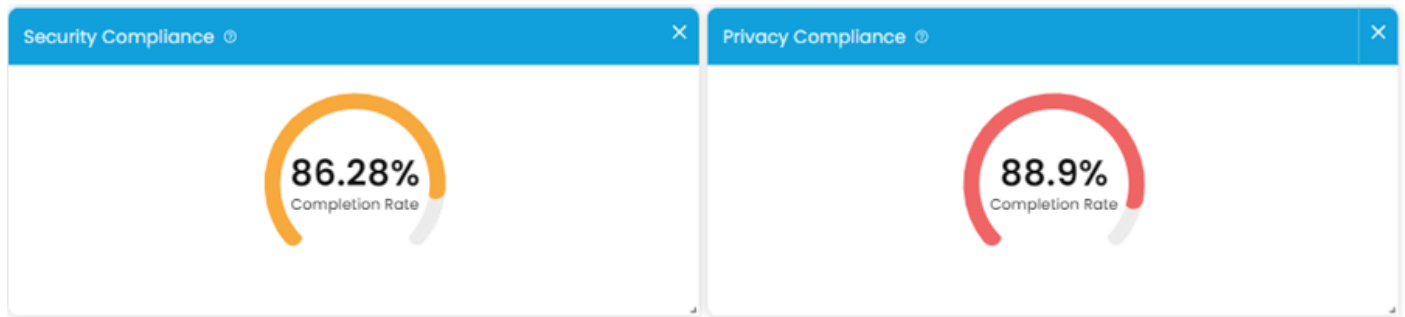 Security Compliance
86.28%
Completion Rate
Privacy Compliance
88.9%
Completion Rate